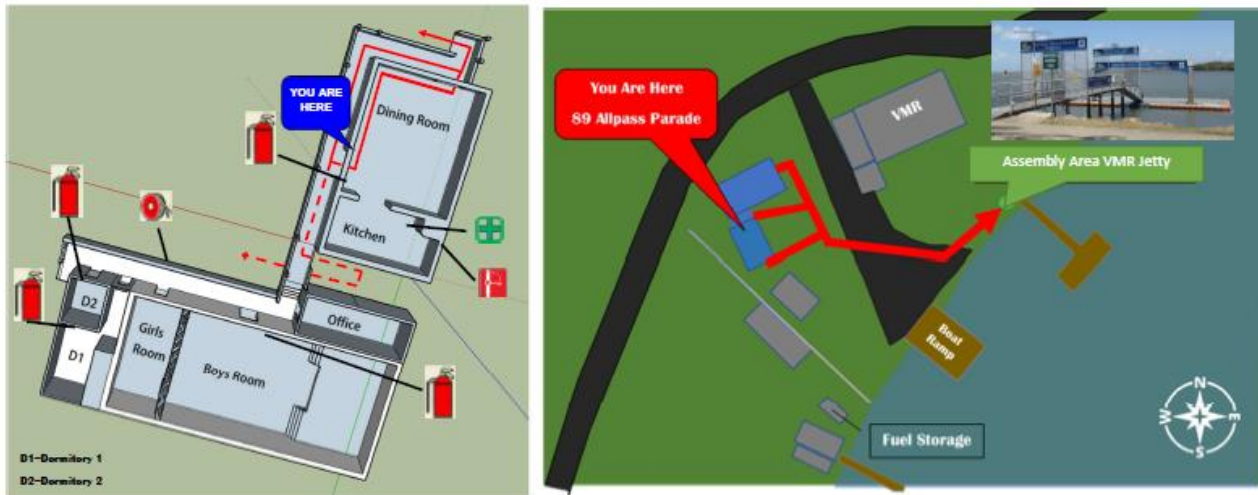 YOU ARE
HERE
Dining Room
Kitchen
D2
D1
Girls
Room
Boys Room
Office
D1-Dormitory 1
D2-Dormitory 2
You Are Here
89 Allpass Parade
VMR
Assembly Area VMR Jetty
Boat
Ramp
Fuel Storage
N
W
E
S